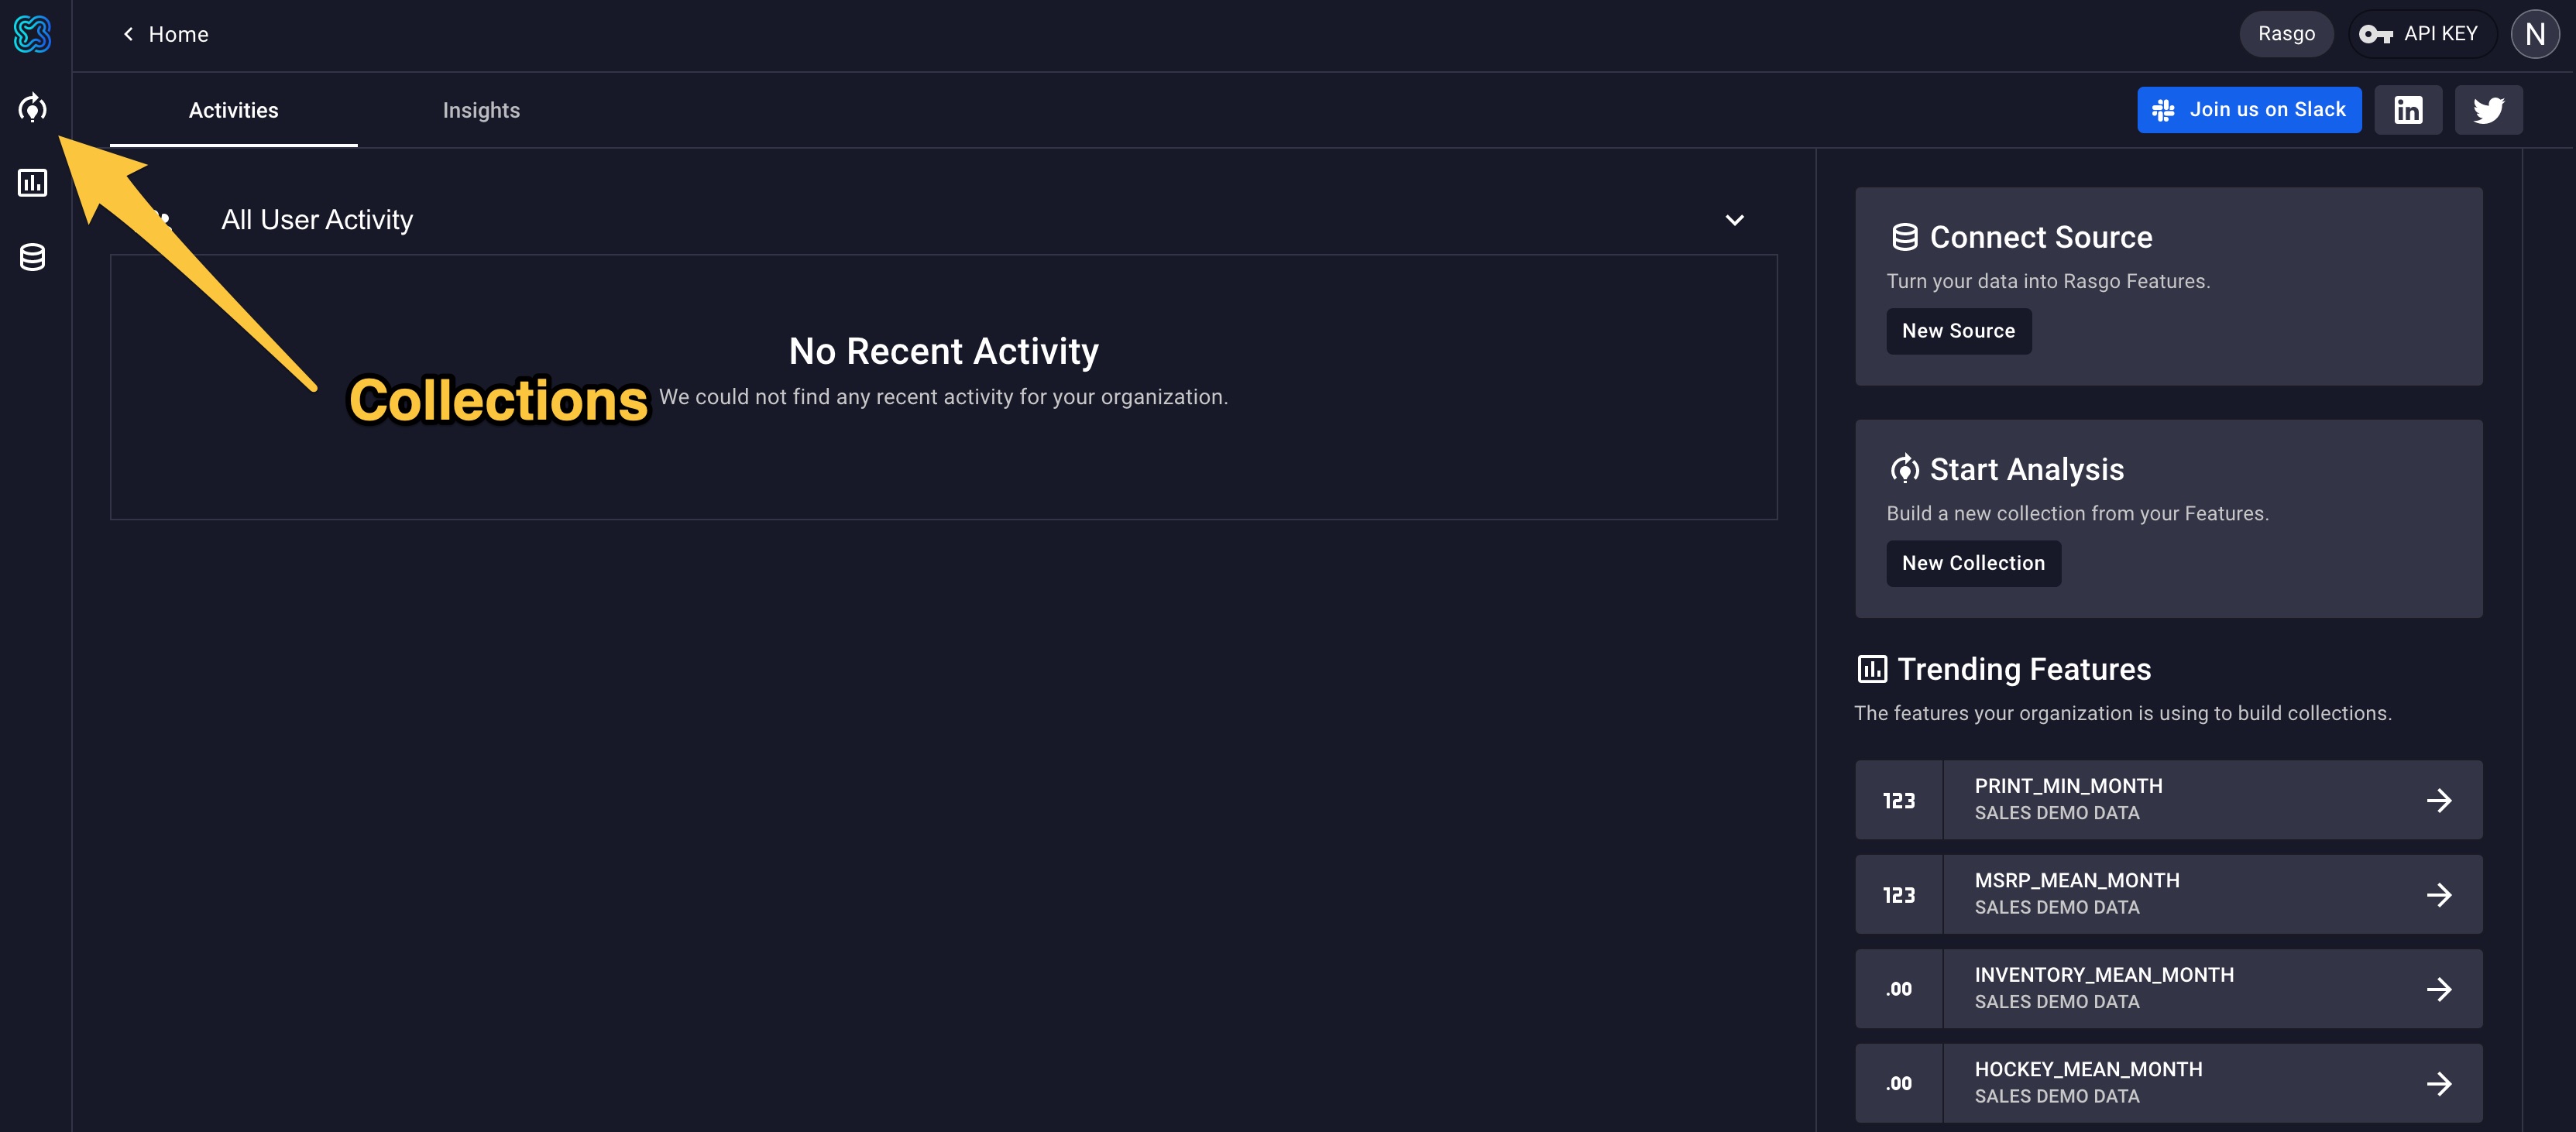 Home
Rasgo
API KEY
N
Activities
Insights
Join us on Slack
in
All User Activity
No Recent Activity
We could not find any recent activity for your organization.
Collections
Connect Source
Turn your data into Rasgo Features.
New Source
Start Analysis
Build a new collection from your Features.
New Collection
Trending Features
The features your organization is using to build collections.
123
PRINT_MIN_MONTH
SALES DEMO DATA
123
MSRP_MEAN_MONTH
SALES DEMO DATA
.00
INVENTORY_MEAN_MONTH
SALES DEMO DATA
.00
HOCKEY_MEAN_MONTH
SALES DEMO DATA